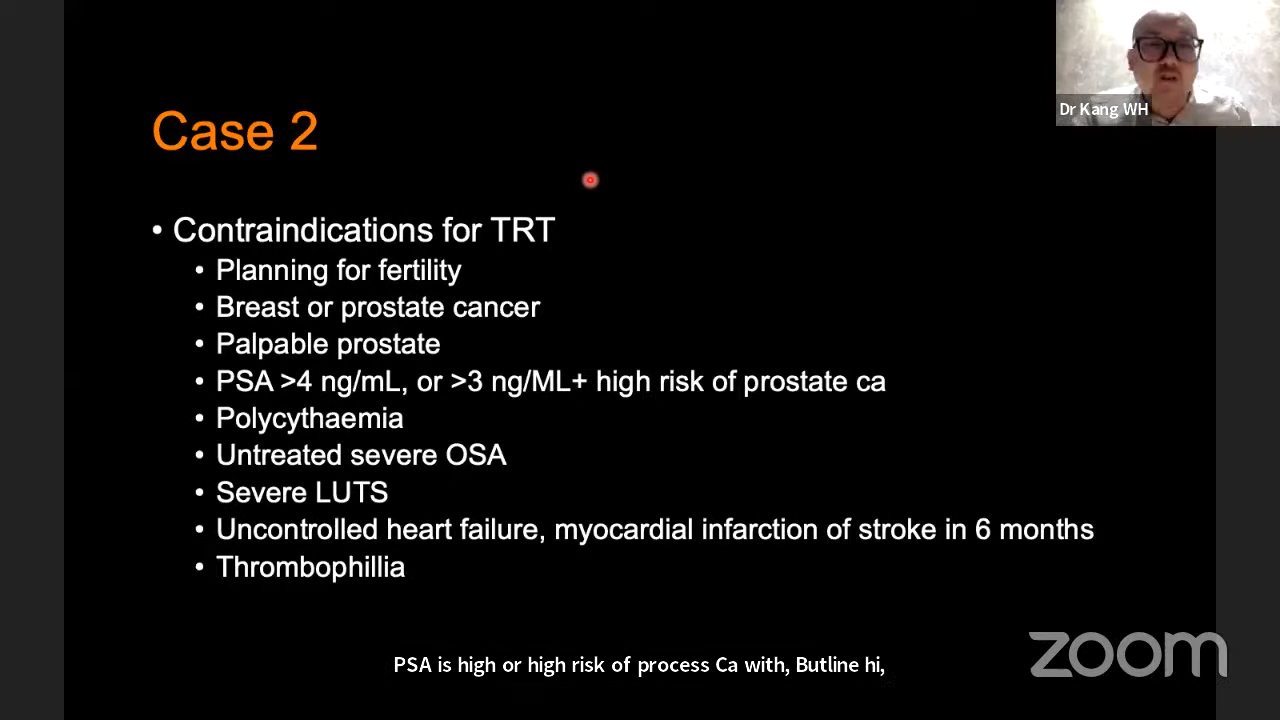 Dr Kang WH
Case 2
• Contraindications for TRT
• Planning for fertility
• Breast or prostate cancer
• Palpable prostate
• PSA >4 ng/mL, or >3 ng/ML+ high risk of prostate ca
• Polycythaemia
• Untreated severe OSA
• Severe LUTS
• Uncontrolled heart failure, myocardial infarction of stroke in 6 months
• Thrombophillia
PSA is high or high risk of process Ca with, Butline hi,
zoom